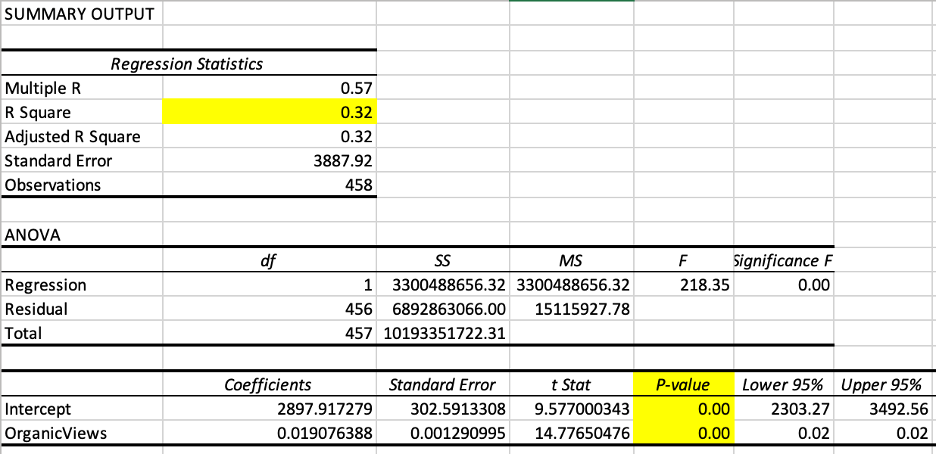 SUMMARY OUTPUT
Regression Statistics
Multiple R 0.57
R Square 0.32
Adjusted R Square 0.32
Standard Error 3887.92
Observations 458
ANOVA
df SS MS F Significance F
Regression 1 3300488656.32 3300488656.32 218.35 0.00
Residual 456 6892863066.00 15115927.78
Total 457 10193351722.31
Coefficients Standard Error t Stat P-value Lower 95% Upper 95%
Intercept 2897.917279 302.5913308 9.577000343 0.00 2303.27 3492.56
OrganicViews 0.019076388 0.001290995 14.77650476 0.00 0.02 0.02